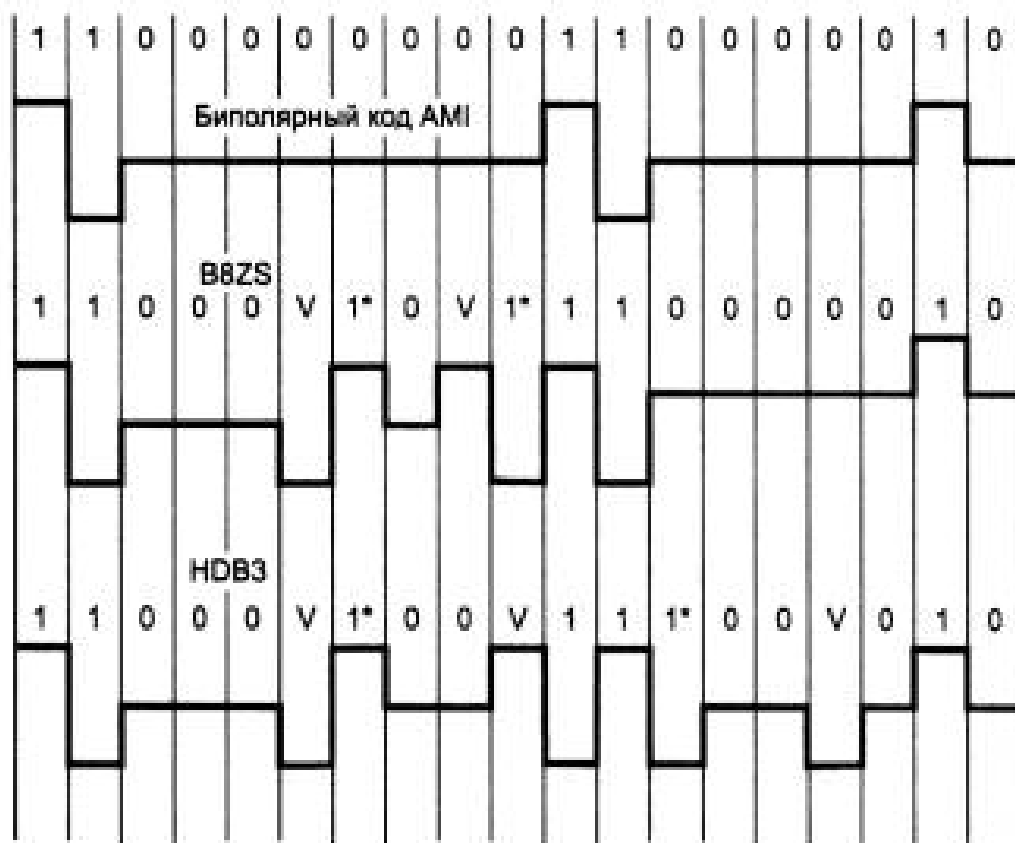 1 1 0 0 0 0 0 0 0 0 1 1 0 0 0 0 0 1 0
Биполярный код AMI
B8ZS
1 1 0 0 0 V 1* 0 V 1* 1 1 0 0 0 0 0 1 0
HDB3
1 1 0 0 0 V 1* 0 0 V 1 1 1* 0 0 V 0 1 0